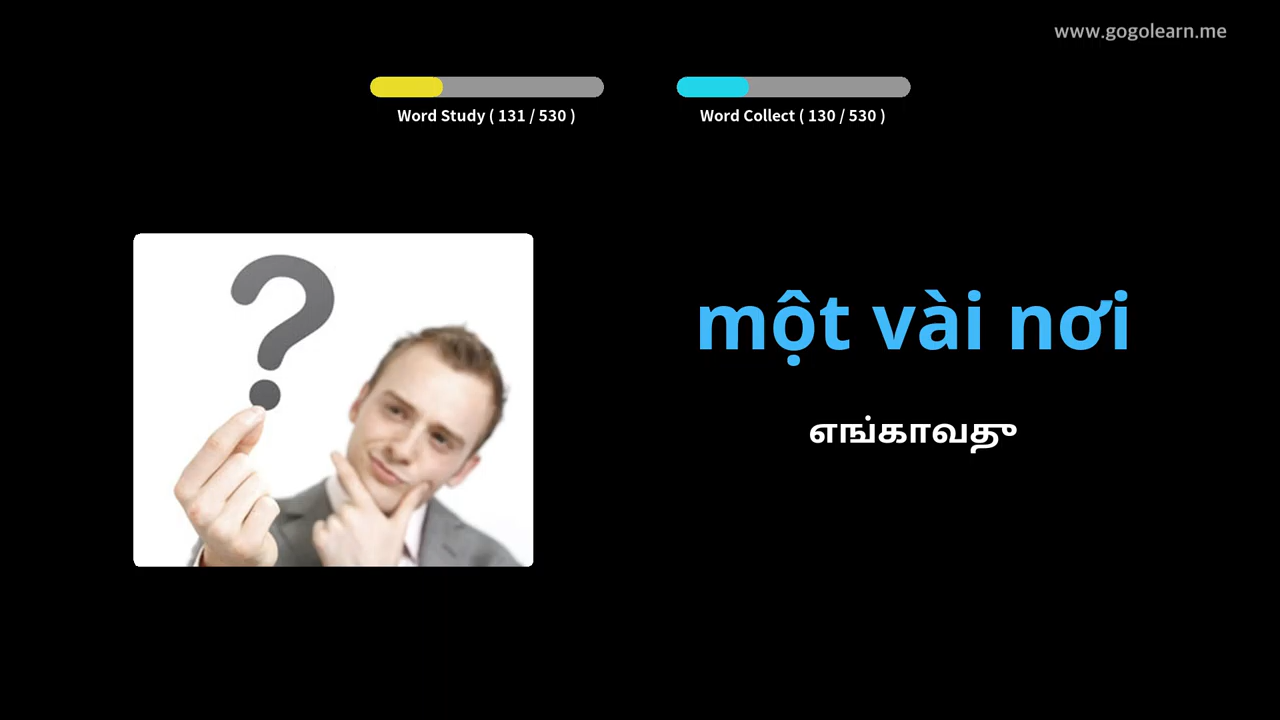 www.gogolearn.me
Word Study ( 131 / 530 )
Word Collect ( 130 / 530 )
?
một vài nơi
எங்காவது